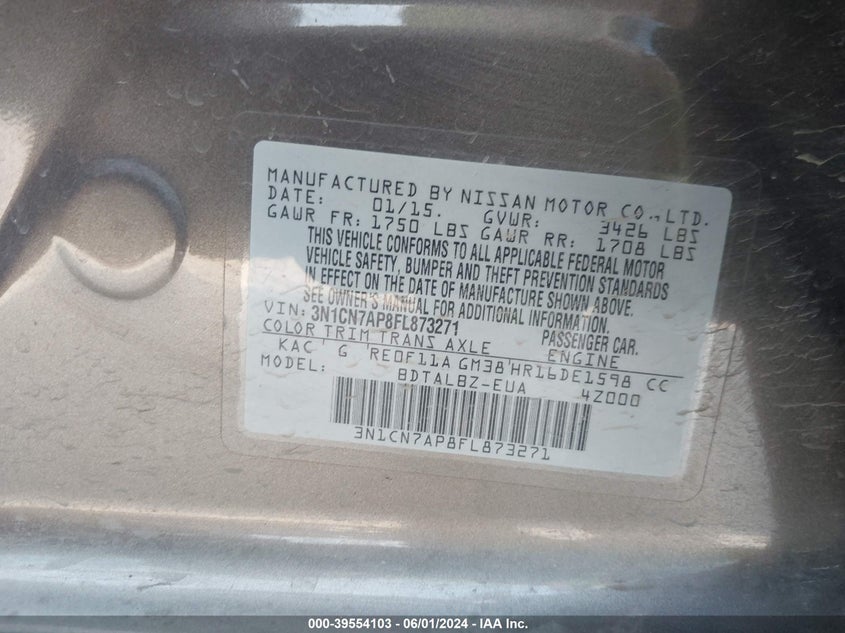 MANUFACTURED BY NISSAN MOTOR CO.,LTD.
DATE: 01/15. GVWR: 3426 LBS
GAWR FR: 1750 LBS GAWR RR: 1708 LBS
THIS VEHICLE CONFORMS TO ALL APPLICABLE FEDERAL MOTOR
VEHICLE SAFETY, BUMPER AND THEFT PREVENTION STANDARDS
IN EFFECT ON THE DATE OF MANUFACTURE SHOWN ABOVE.
SEE OWNER'S MANUAL FOR ADDITIONAL INFORMATION.
VIN: 3N1CN7AP8FL873271 PASSENGER CAR.
COLOR TRIM TRANS AXLE ENGINE
KAC G RE0F11A GM38 HR16DE1598 CC
MODEL: BDTALBZ-EUA 4Z000
3N1CN7AP8FL873271
000-39554103 - 06/01/2024 - IAA Inc.